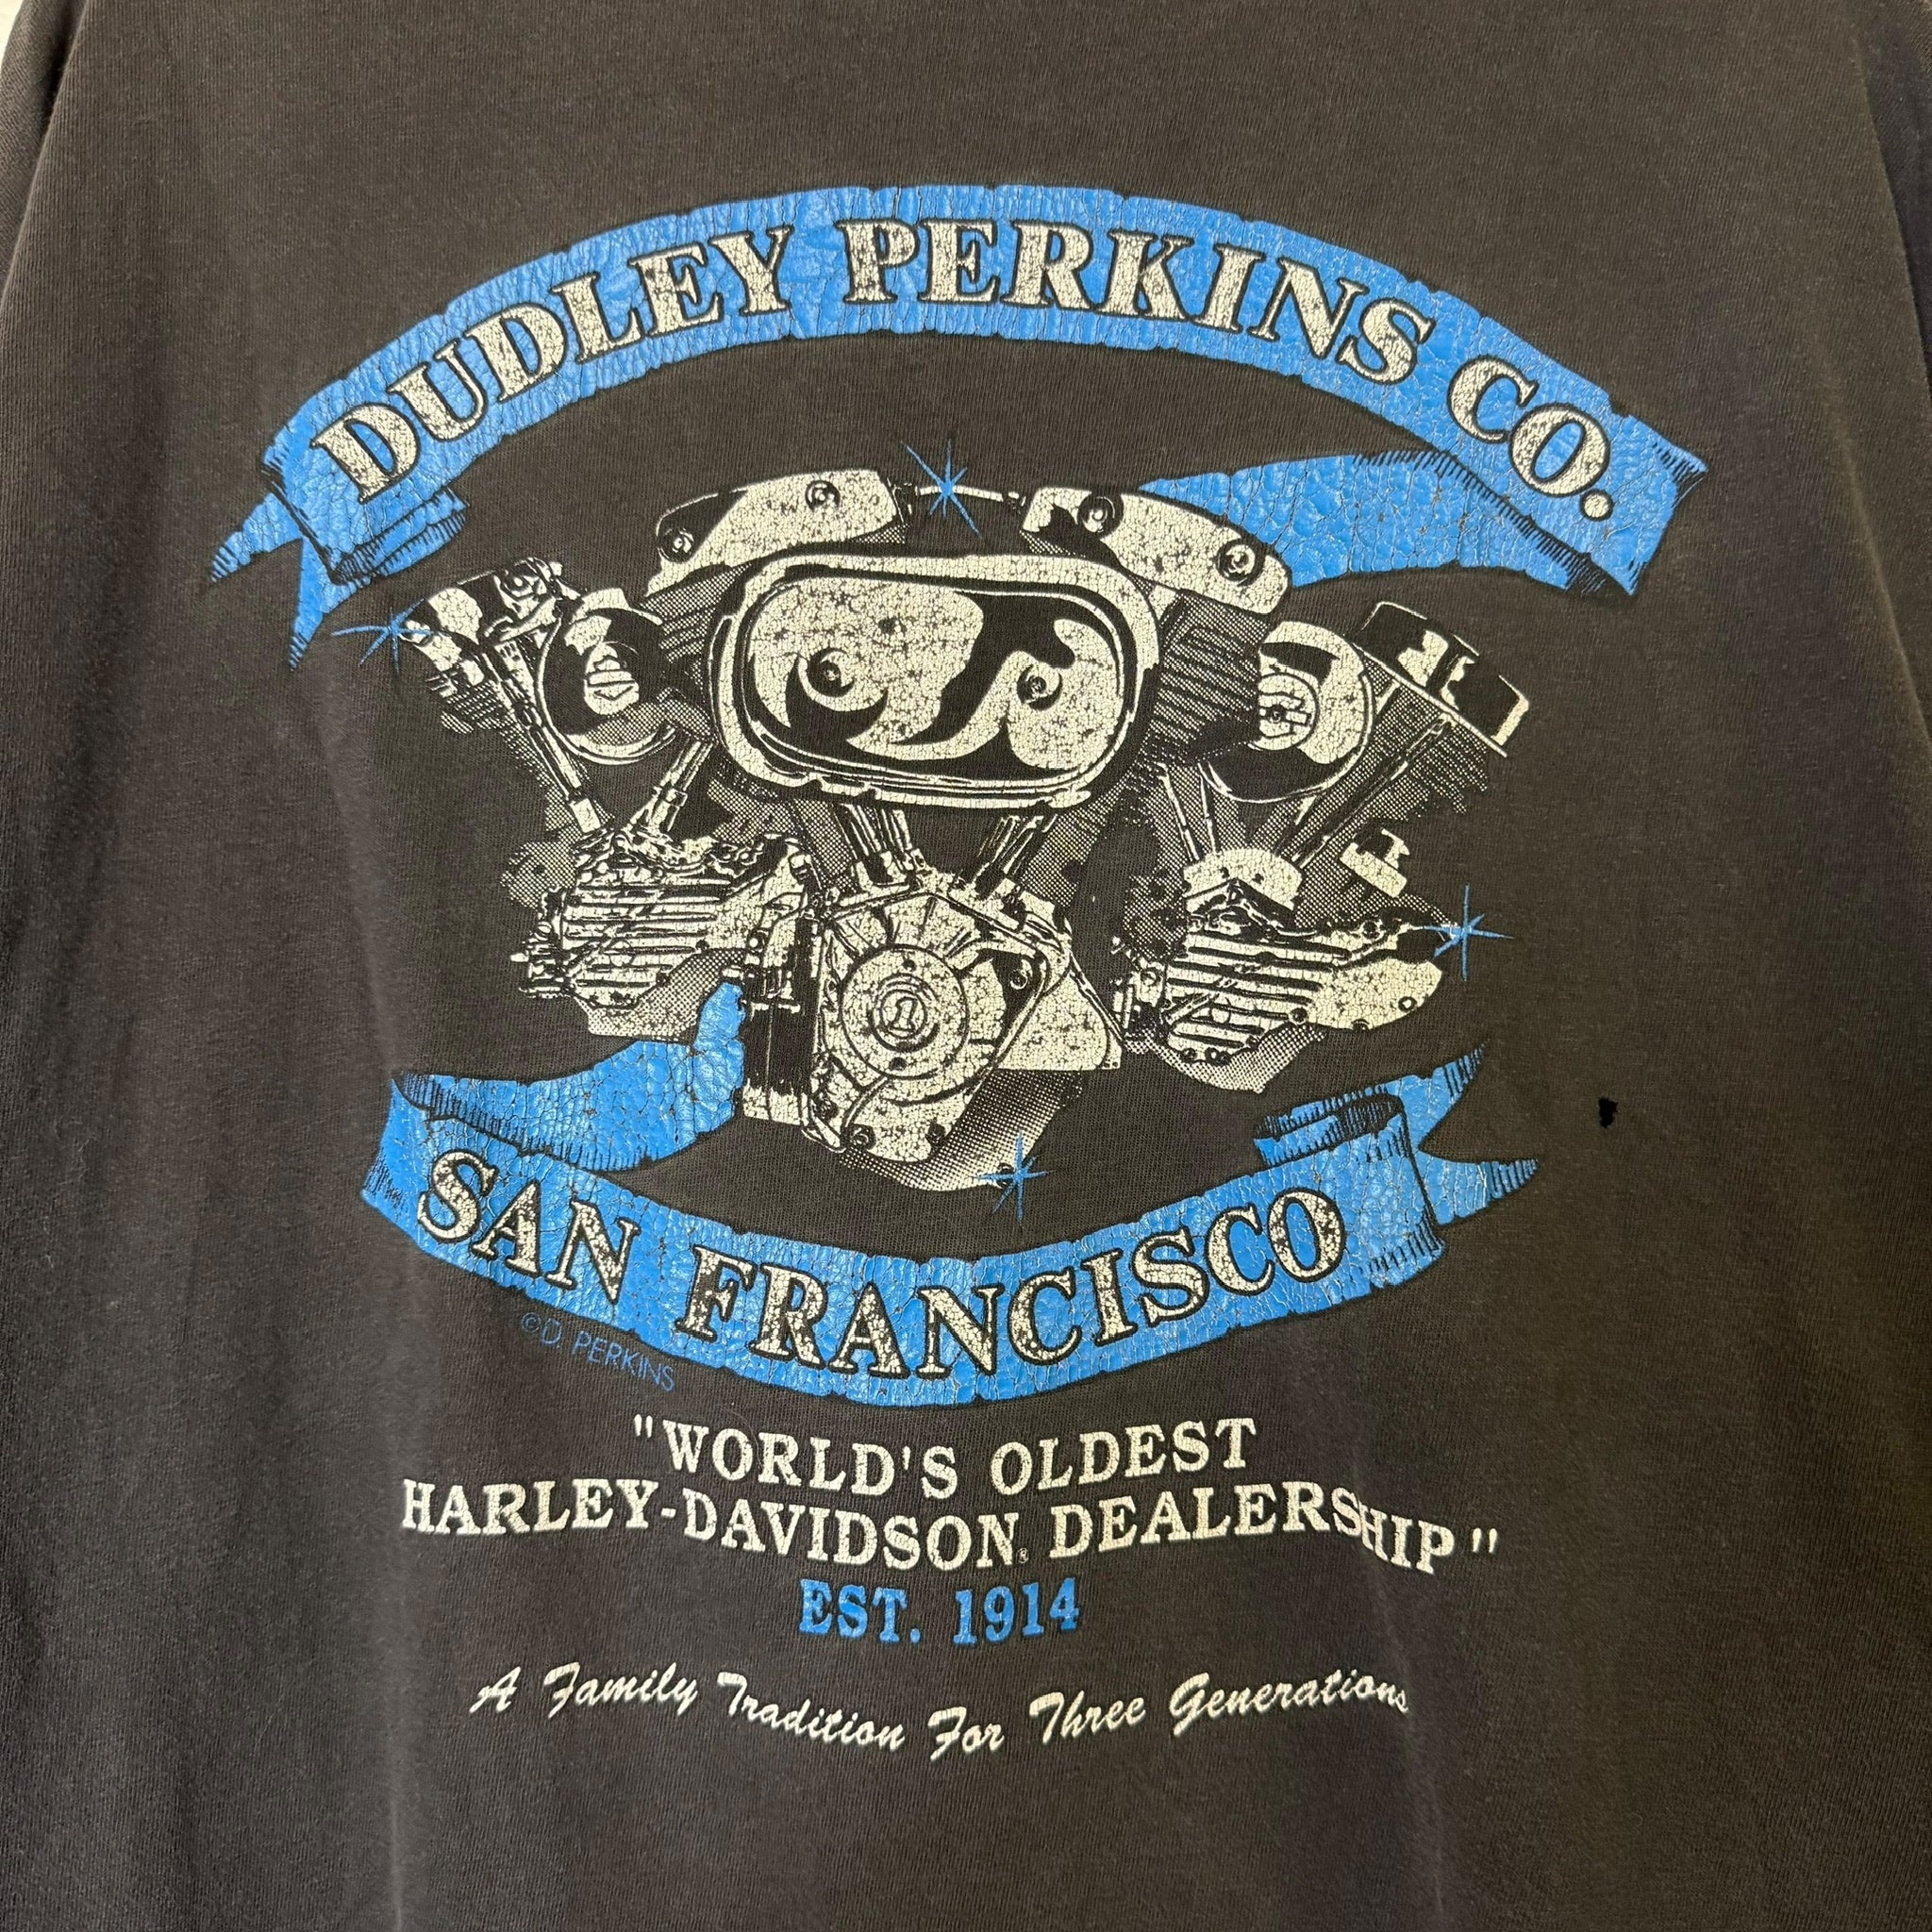 DUDLEY PERKINS CO.
SAN FRANCISCO
©D. PERKINS
"WORLD'S OLDEST
HARLEY-DAVIDSON® DEALERSHIP"
EST. 1914
A Family Tradition For Three Generations